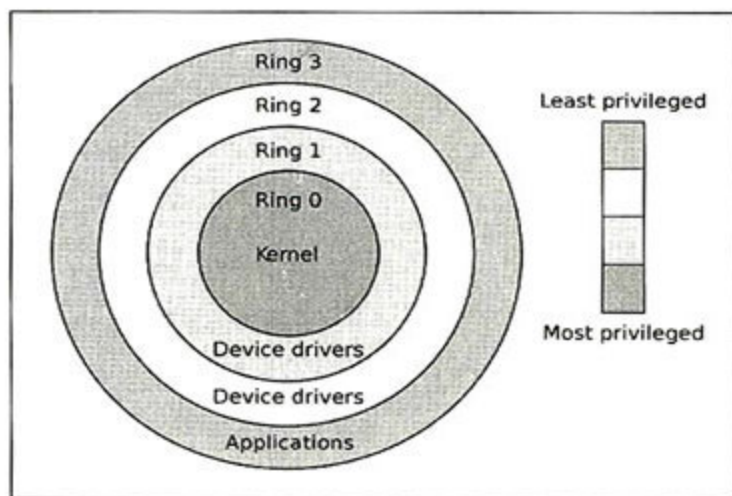 Ring 3
Ring 2
Ring 1
Ring 0
Kernel
Device drivers
Device drivers
Applications
Least privileged
Most privileged